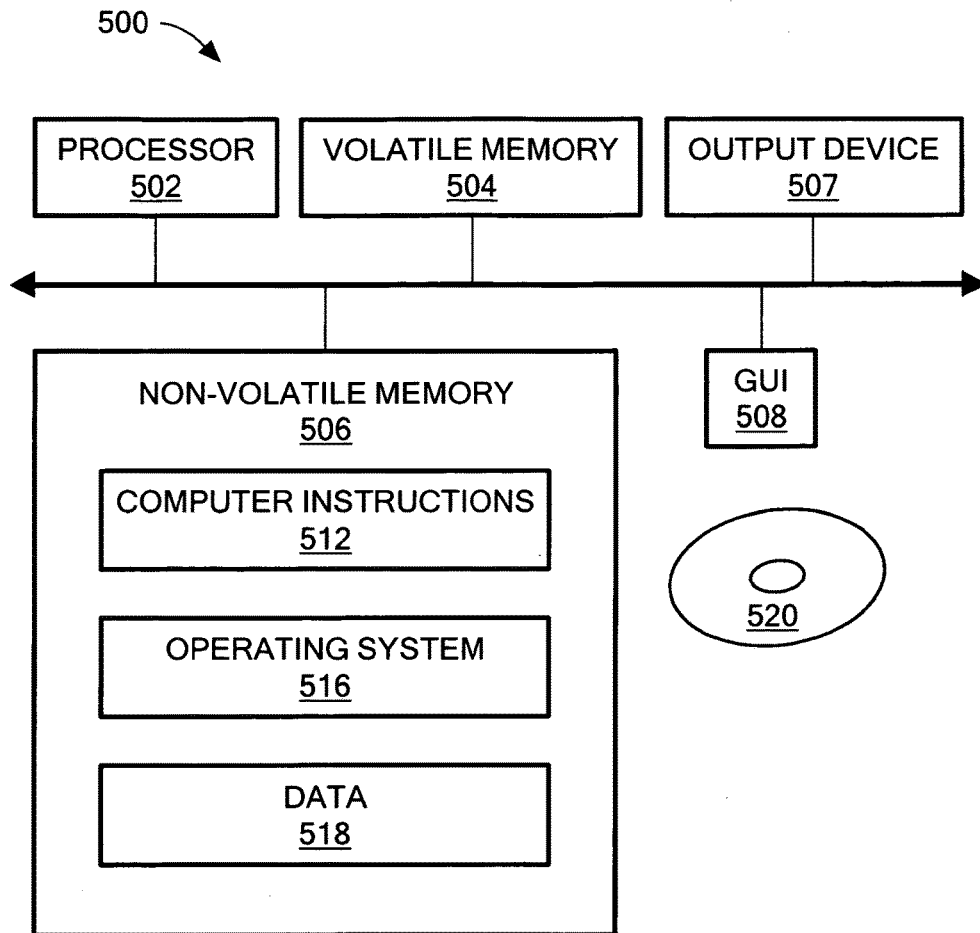 500
PROCESSOR
502
VOLATILE MEMORY
504
OUTPUT DEVICE
507
NON-VOLATILE MEMORY
506
GUI
508
COMPUTER INSTRUCTIONS
512
520
OPERATING SYSTEM
516
DATA
518